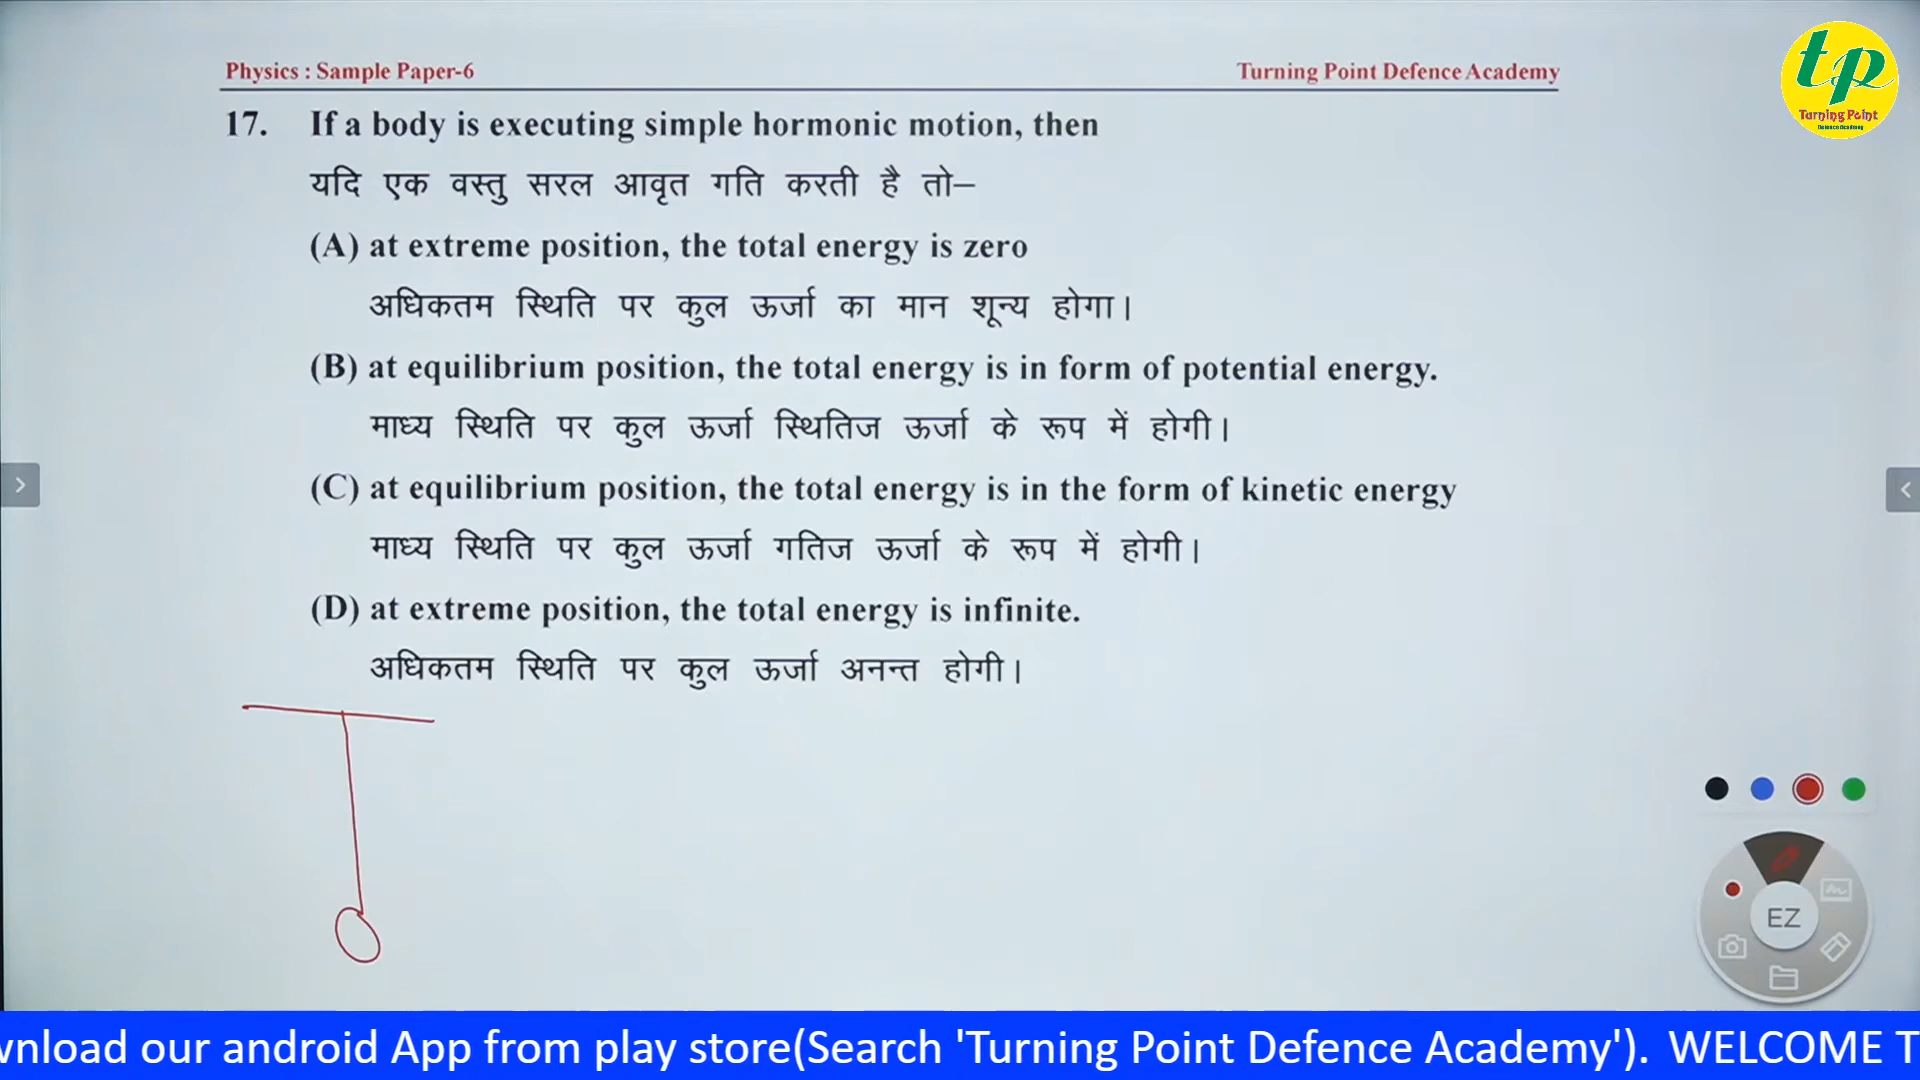 Physics : Sample Paper-6
Turning Point Defence Academy
tp
Turning Point
Defence Academy
17. If a body is executing simple hormonic motion, then
यदि एक वस्तु सरल आवृत गति करती है तो–
(A) at extreme position, the total energy is zero
अधिकतम स्थिति पर कुल ऊर्जा का मान शून्य होगा।
(B) at equilibrium position, the total energy is in form of potential energy.
माध्य स्थिति पर कुल ऊर्जा स्थितिज ऊर्जा के रूप में होगी।
(C) at equilibrium position, the total energy is in the form of kinetic energy
माध्य स्थिति पर कुल ऊर्जा गतिज ऊर्जा के रूप में होगी।
(D) at extreme position, the total energy is infinite.
अधिकतम स्थिति पर कुल ऊर्जा अनन्त होगी।
EZ
wnload our android App from play store(Search 'Turning Point Defence Academy'). WELCOME T